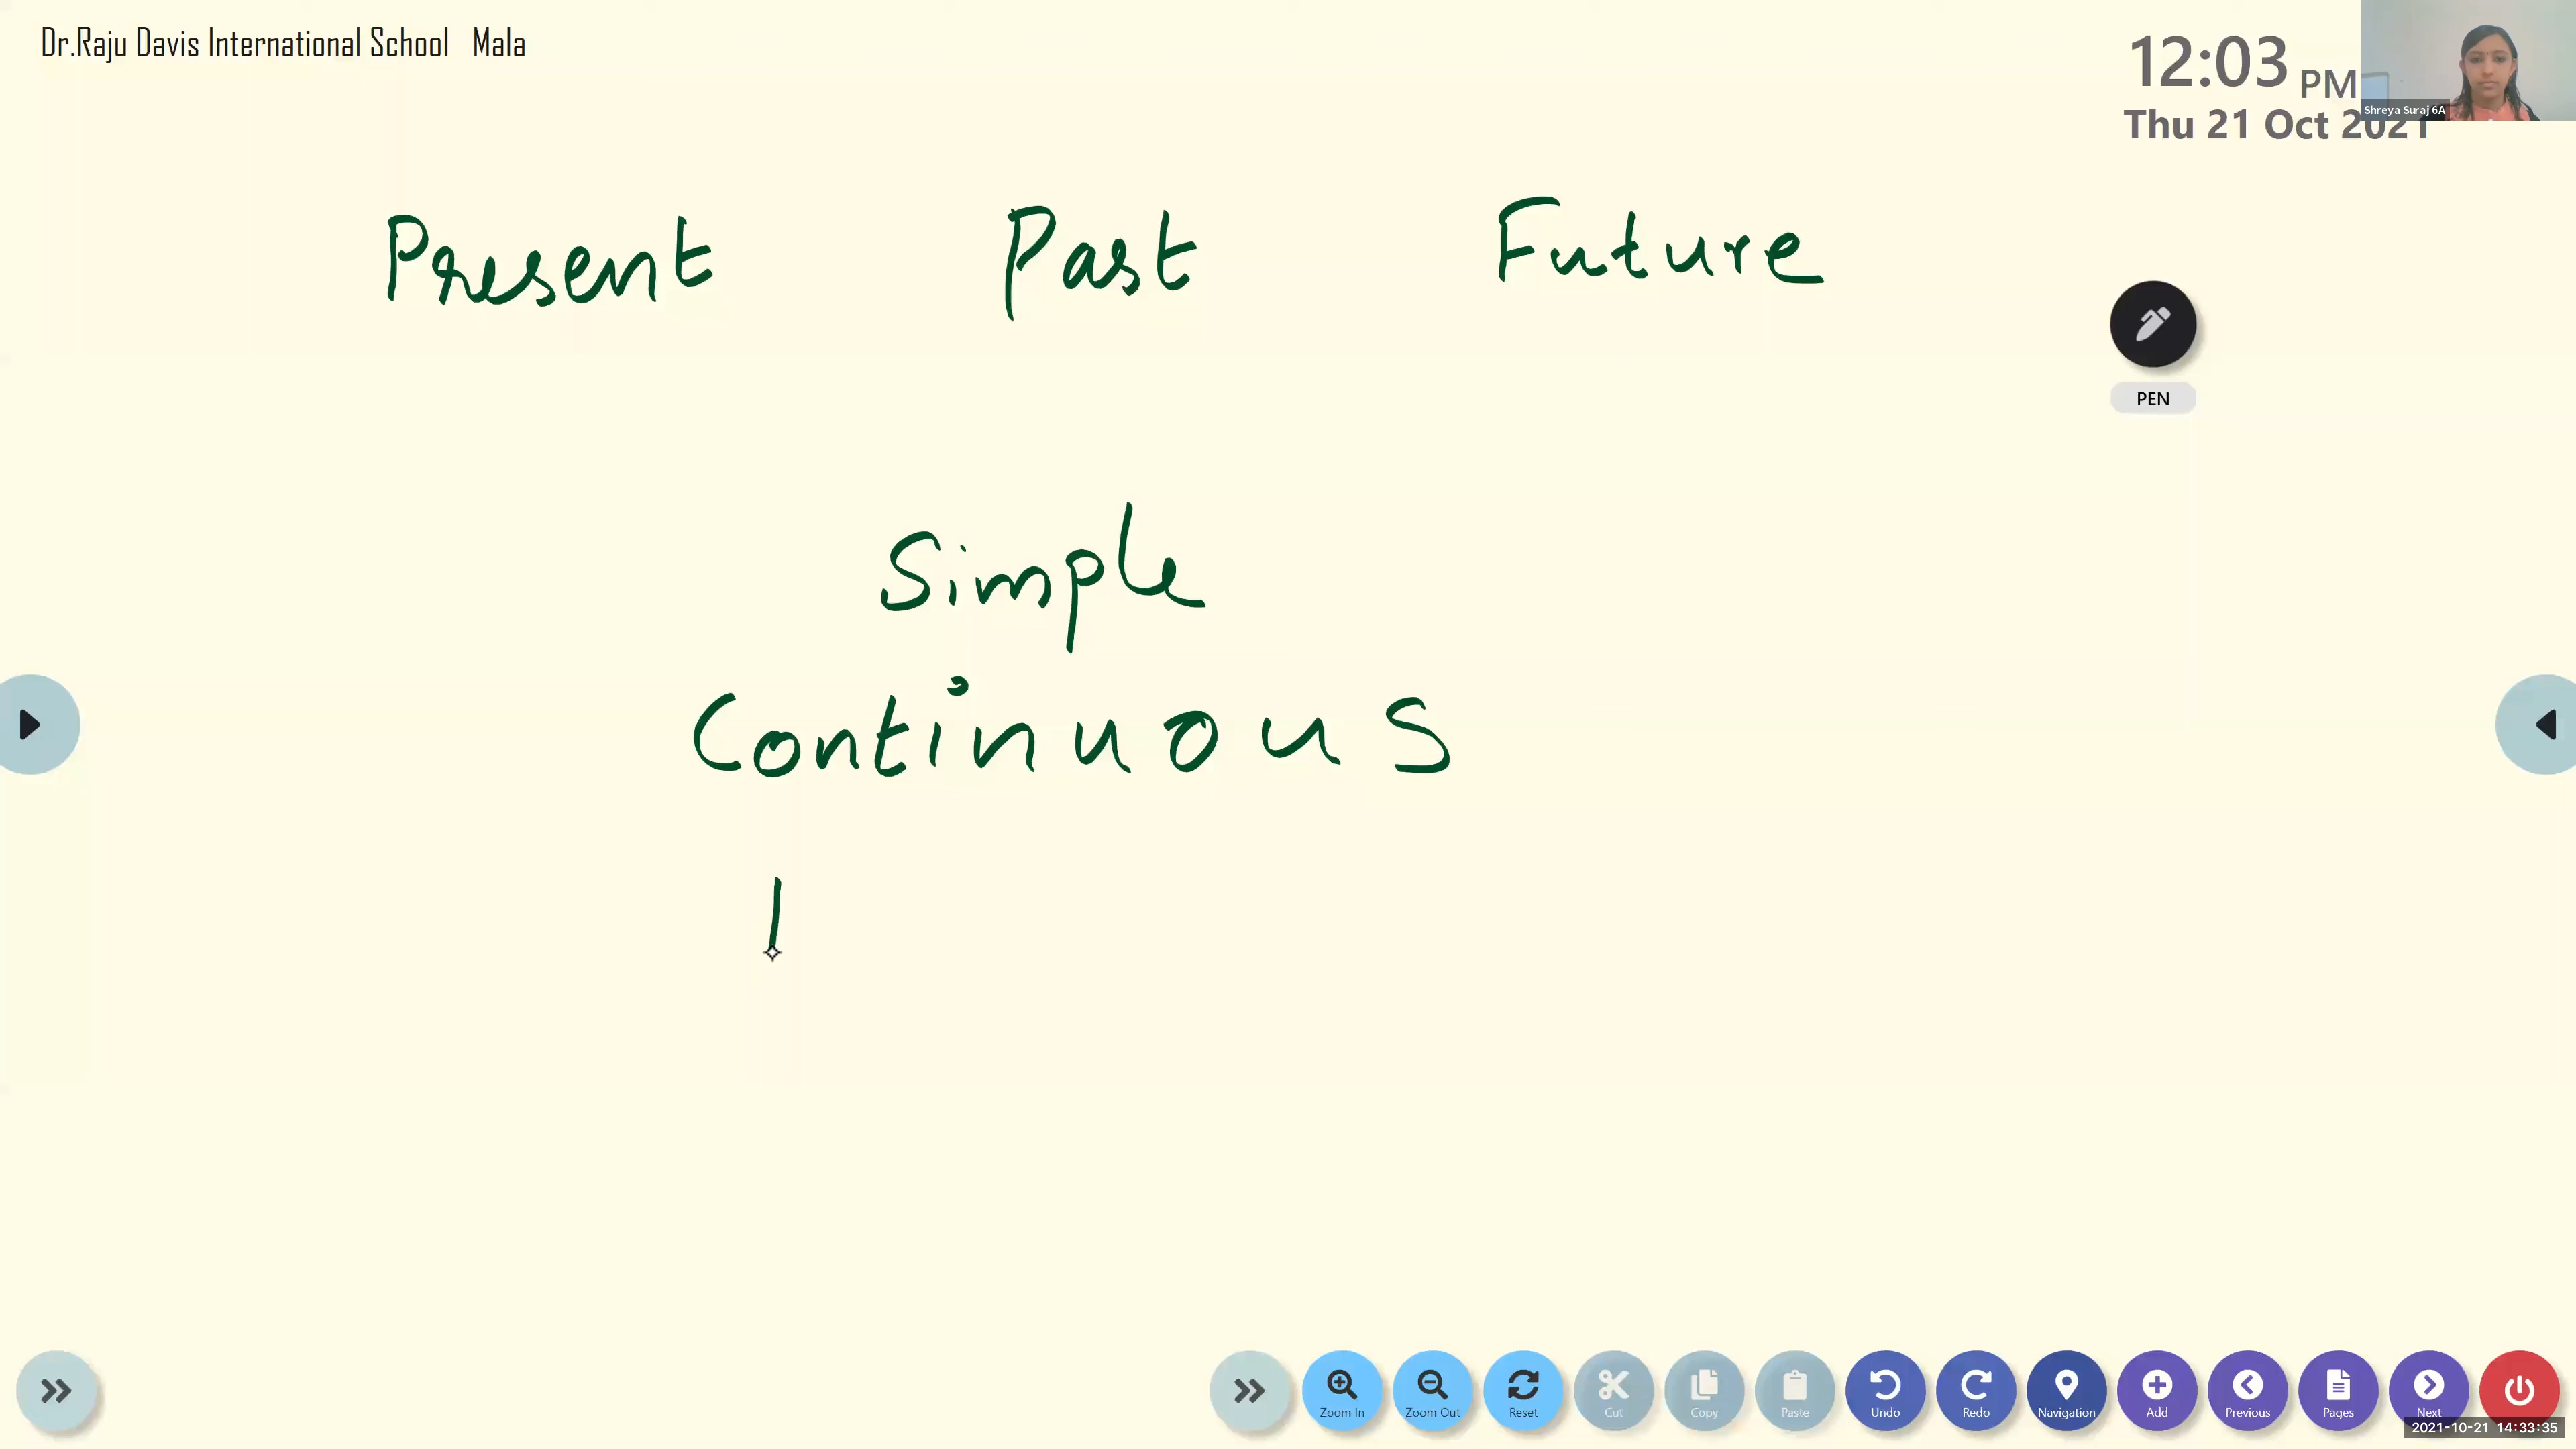 Dr.Raju Davis International School Mala
12:03 PM
Thu 21 Oct 2021
Shreya Suraj 6A
Present Past Future
PEN
Simple
Continuous
Zoom In Zoom Out Reset Cut Copy Paste Undo Redo Navigation Add Previous Pages Next
2021-10-21 14:33:35